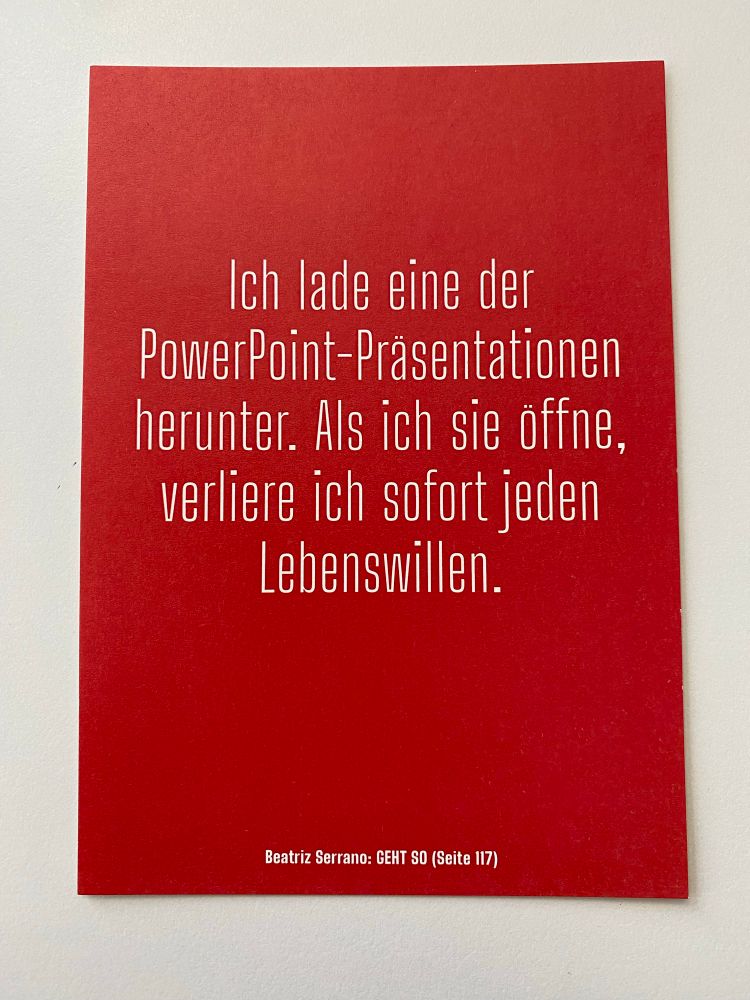 Ich lade eine der
PowerPoint-Präsentationen
herunter. Als ich sie öffne,
verliere ich sofort jeden
Lebenswillen.
Beatriz Serrano: GEHT SO (Seite 117)